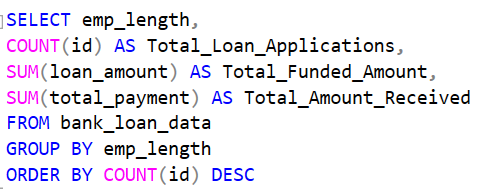 SELECT emp_length,
COUNT(id) AS Total_Loan_Applications,
SUM(loan_amount) AS Total_Funded_Amount,
SUM(total_payment) AS Total_Amount_Received
FROM bank_loan_data
GROUP BY emp_length
ORDER BY COUNT(id) DESC